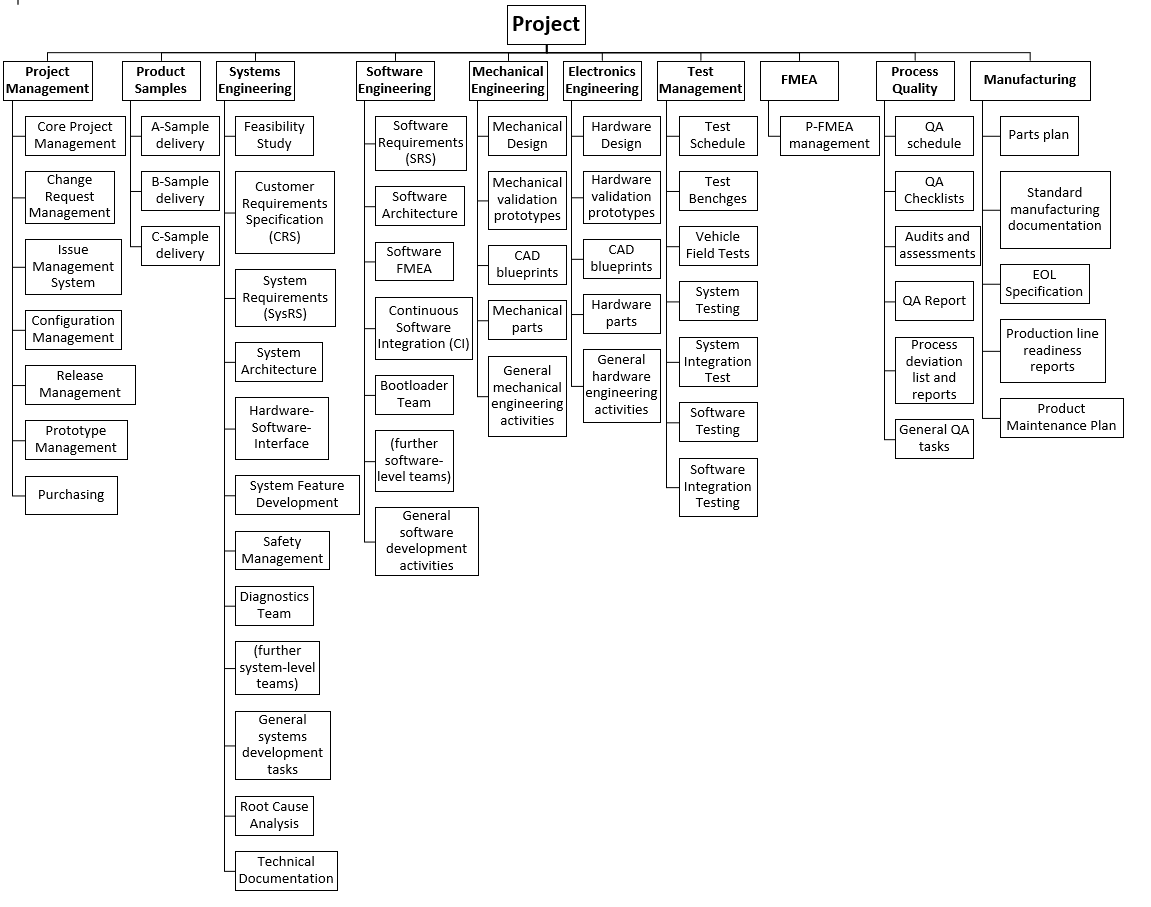 Project
Project
Management
Core Project
Management
Change
Request
Management
Issue
Management
System
Configuration
Management
Release
Management
Prototype
Management
Purchasing
Product
Samples
A-Sample
delivery
B-Sample
delivery
C-Sample
delivery
Systems
Engineering
Feasibility
Study
Customer
Requirements
Specification
(CRS)
System
Requirements
(SysRS)
System
Architecture
Hardware-
Software-
Interface
System Feature
Development
Safety
Management
Diagnostics
Team
(further
system-level
teams)
General
systems
development
tasks
Root Cause
Analysis
Technical
Documentation
Software
Engineering
Software
Requirements
(SRS)
Software
Architecture
Software
FMEA
Continuous
Software
Integration (CI)
Bootloader
Team
(further
software-
level teams)
General
software
development
activities
Mechanical
Engineering
Mechanical
Design
Mechanical
validation
prototypes
CAD
blueprints
Mechanical
parts
General
mechanical
engineering
activities
Electronics
Engineering
Hardware
Design
Hardware
validation
prototypes
CAD
blueprints
Hardware
parts
General
hardware
engineering
activities
Test
Management
Test
Schedule
Test
Benchges
Vehicle
Field Tests
System
Testing
System
Integration
Test
Software
Testing
Software
Integration
Testing
FMEA
P-FMEA
management
Process
Quality
QA
schedule
QA
Checklists
Audits and
assessments
QA Report
Process
deviation
list and
reports
General QA
tasks
Manufacturing
Parts plan
Standard
manufacturing
documentation
EOL
Specification
Production line
readiness
reports
Product
Maintenance Plan